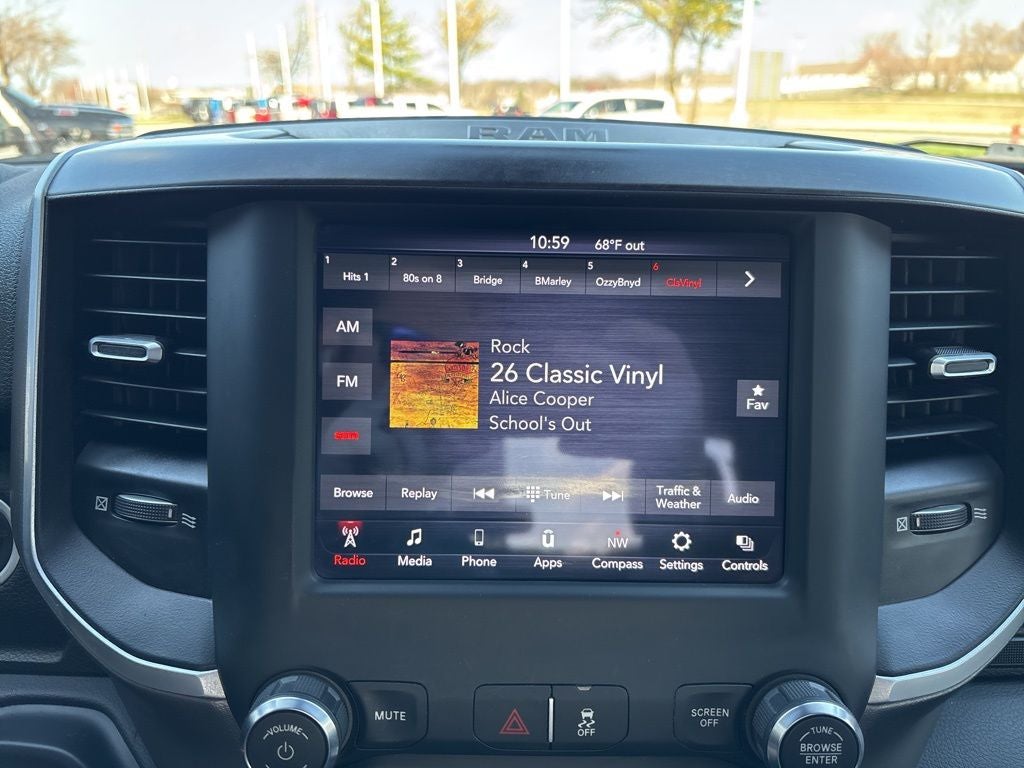 RAM
10:59 68°F out
1 Hits 1
2 80s on 8
3 Bridge
4 BMarley
5 OzzyBnyd
6 ClsVinyl
AM
FM
SXM
Rock
26 Classic Vinyl
Alice Cooper
School's Out
Fav
Browse
Replay
Tune
Traffic &
Weather
Audio
Radio
Media
Phone
Apps
NW
Compass
Settings
Controls
VOLUME
MUTE
OFF
SCREEN
OFF
TUNE
BROWSE
ENTER